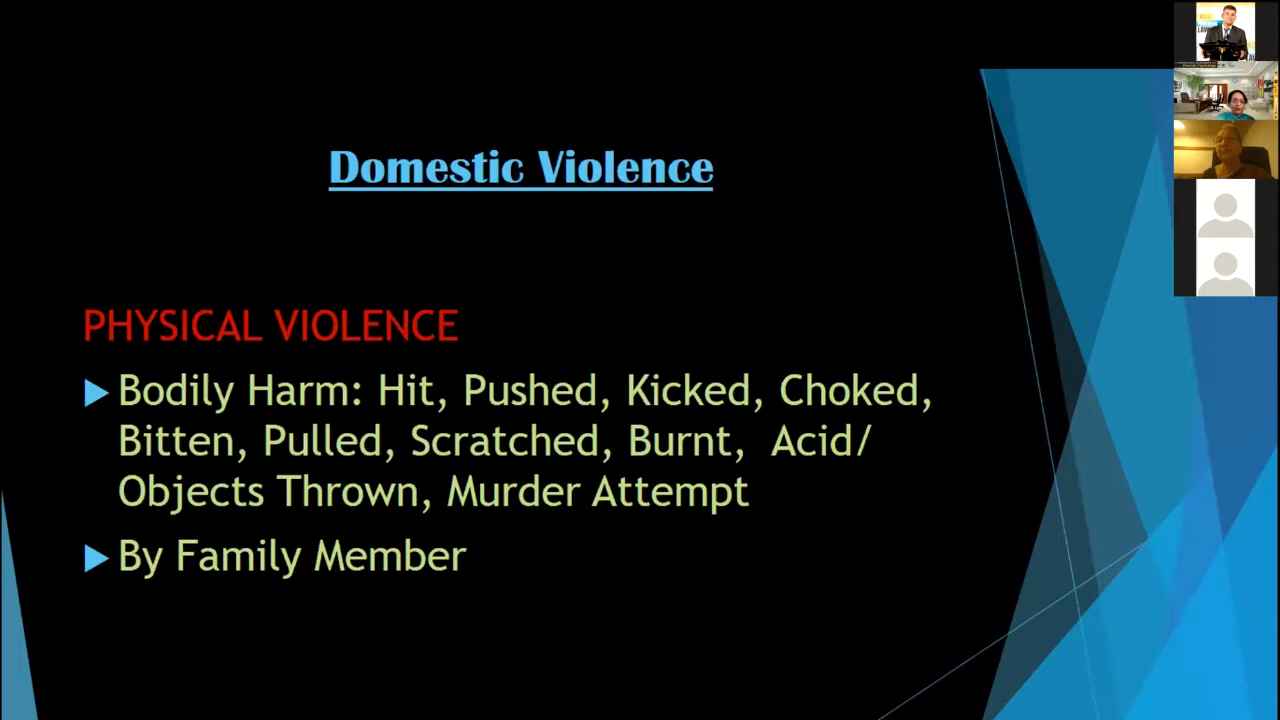 Domestic Violence
PHYSICAL VIOLENCE
Bodily Harm: Hit, Pushed, Kicked, Choked,
Bitten, Pulled, Scratched, Burnt, Acid/
Objects Thrown, Murder Attempt
By Family Member